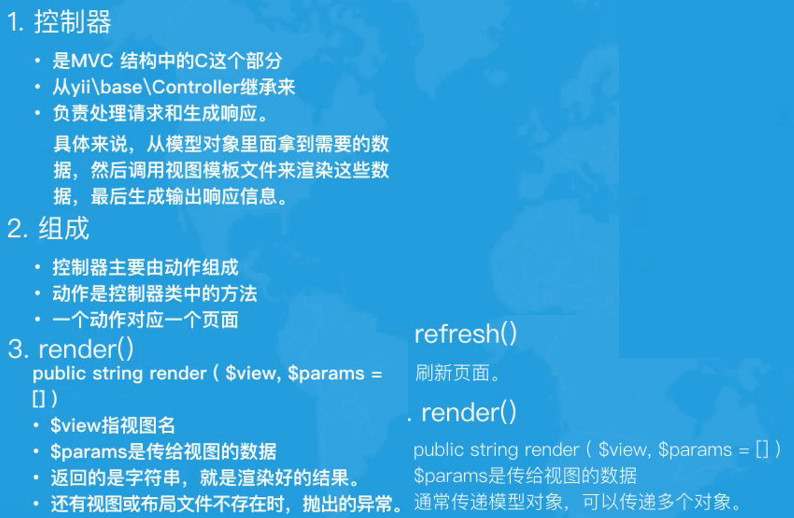 1. 控制器
• 是MVC 结构中的C这个部分
• 从yii\base\Controller继承来
• 负责处理请求和生成响应。
具体来说，从模型对象里面拿到需要的数
据，然后调用视图模板文件来渲染这些数
据，最后生成输出响应信息。
2. 组成
• 控制器主要由动作组成
• 动作是控制器类中的方法
• 一个动作对应一个页面
3. render()
public string render ( $view, $params =
[] )
• $view指视图名
• $params是传给视图的数据
• 返回的是字符串，就是渲染好的结果。
• 还有视图或布局文件不存在时，抛出的异常。
refresh()
刷新页面。
. render()
public string render ( $view, $params = [] )
$params是传给视图的数据
通常传递模型对象，可以传递多个对象。